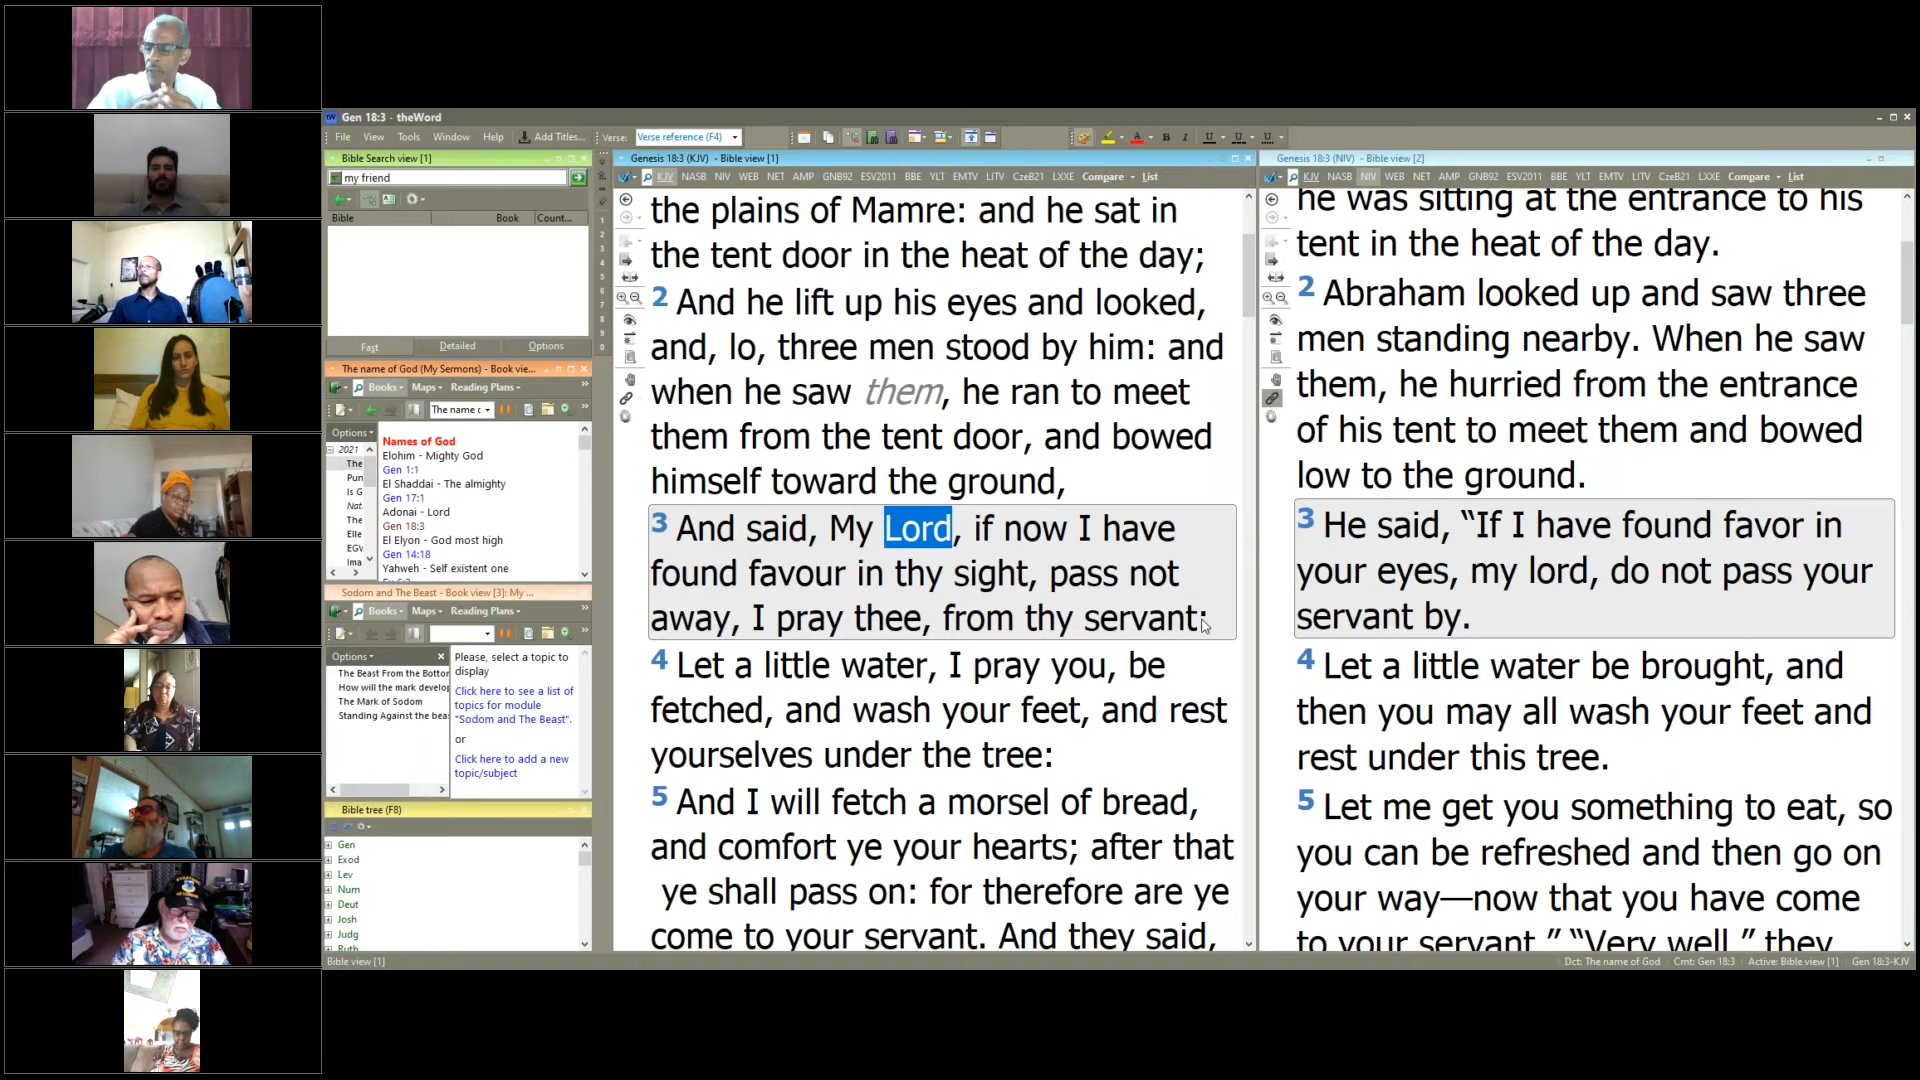 Gen 18:3 - theWord
File View Tools Window Help Add Titles... Verse: Verse reference (F4)
Bible Search view [1]
my friend
Bible Book Count...
Fast Detailed Options
The name of God (My Sermons) - Book vie...
Books Maps Reading Plans
The name c
Options
2021
The
Pun
Is G
Nat
The
Elle
EGV
Ima
Names of God
Elohim - Mighty God
Gen 1:1
El Shaddai - The almighty
Gen 17:1
Adonai - Lord
Gen 18:3
El Elyon - God most high
Gen 14:18
Yahweh - Self existent one
Sodom and The Beast - Book view [3]: My ...
Books Maps Reading Plans
Options
The Beast From the Bottor
How will the mark develop
The Mark of Sodom
Standing Against the beas
Please, select a topic to
display
Click here to see a list of
topics for module
"Sodom and The Beast".
or
Click here to add a new
topic/subject
Bible tree (F8)
Gen
Exod
Lev
Num
Deut
Josh
Judg
Ruth
Bible view [1]
Genesis 18:3 (KJV) - Bible view [1]
KJV NASB NIV WEB NET AMP GNB92 ESV2011 BBE YLT EMTV LITV CzeB21 LXXE Compare List
the plains of Mamre: and he sat in
the tent door in the heat of the day;
2 And he lift up his eyes and looked,
and, lo, three men stood by him: and
when he saw them, he ran to meet
them from the tent door, and bowed
himself toward the ground,
3 And said, My Lord, if now I have
found favour in thy sight, pass not
away, I pray thee, from thy servant:
4 Let a little water, I pray you, be
fetched, and wash your feet, and rest
yourselves under the tree:
5 And I will fetch a morsel of bread,
and comfort ye your hearts; after that
ye shall pass on: for therefore are ye
come to your servant. And they said,
Genesis 18:3 (NIV) - Bible view [2]
KJV NASB NIV WEB NET AMP GNB92 ESV2011 BBE YLT EMTV LITV CzeB21 LXXE Compare List
he was sitting at the entrance to his
tent in the heat of the day.
2 Abraham looked up and saw three
men standing nearby. When he saw
them, he hurried from the entrance
of his tent to meet them and bowed
low to the ground.
3 He said, “If I have found favor in
your eyes, my lord, do not pass your
servant by.
4 Let a little water be brought, and
then you may all wash your feet and
rest under this tree.
5 Let me get you something to eat, so
you can be refreshed and then go on
your way—now that you have come
to your servant.” “Very well,” they
Dct: The name of God Cmt: Gen 18:3 Active: Bible view [1] Gen 18:3-KJV